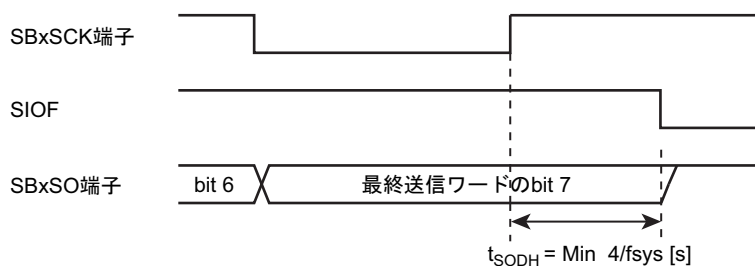 SBxSCK端子
SIOF
SBxSO端子
bit 6
最終送信ワードのbit 7
tSODH = Min 4/fsys [s]